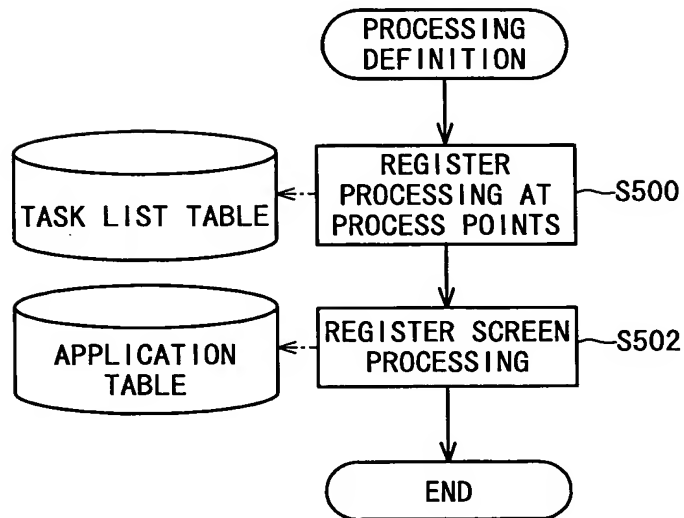 PROCESSING
DEFINITION
REGISTER
PROCESSING AT
PROCESS POINTS
S500
TASK LIST TABLE
REGISTER SCREEN
PROCESSING
S502
APPLICATION
TABLE
END